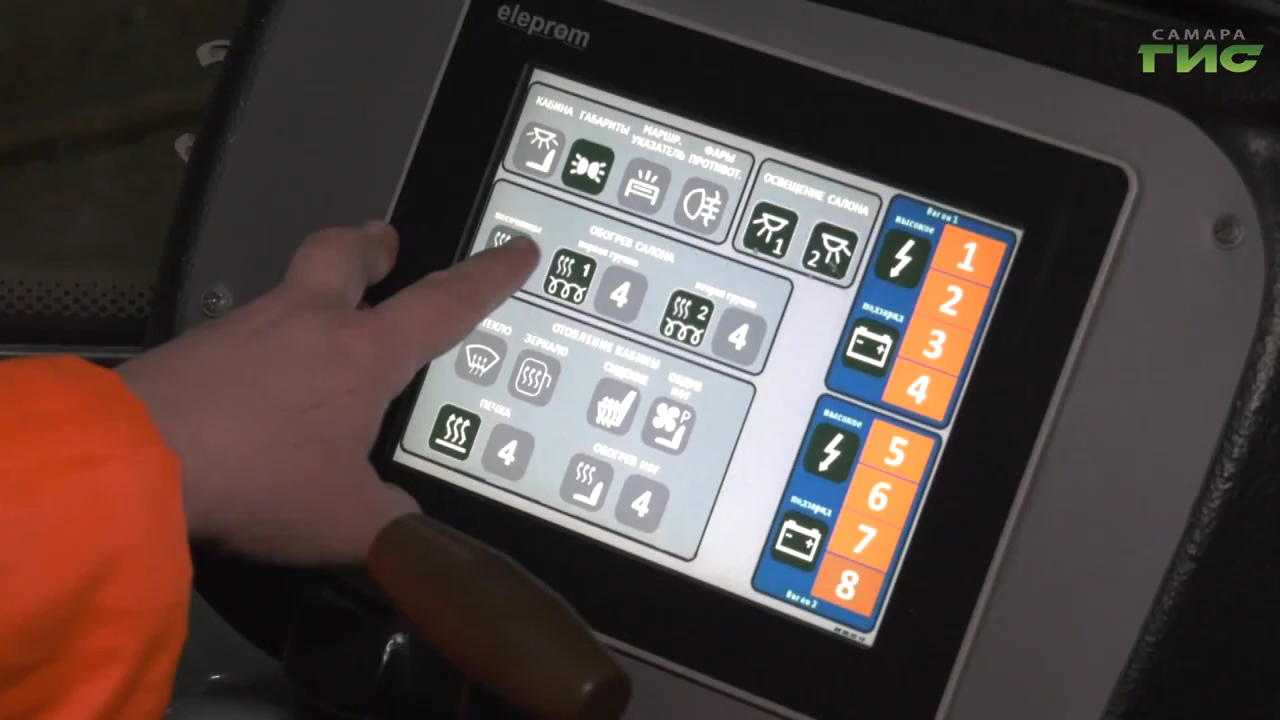 eleprom
САМАРА
ГИС
КАБИНА
ГАБАРИТЫ
МАРШР.
УКАЗАТЕЛЬ
ФАРЫ
ПРОТИВОТ.
ОСВЕЩЕНИЕ САЛОНА
1
2
песочницы
ОБОГРЕВ САЛОНА
первая группа
1
4
вторая группа
2
4
ОТОПЛЕНИЕ КАБИНЫ
ЗЕРКАЛО
СИДЕНИЕ
ОБДУВ
НОГ
P
ПЕЧКА
4
ОБОГРЕВ НОГ
4
Вагон 1
высокое
1
2
подзаряд
3
4
высокое
5
6
подзаряд
7
8
Вагон 2